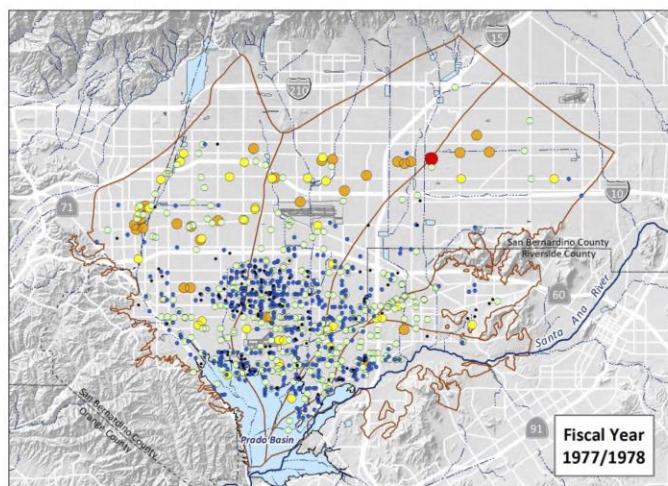 15
210
71
10
San Bernardino County
Riverside County
60
Santa Ana River
San Bernardino County
Orange County
Prado Basin
91
Fiscal Year
1977/1978